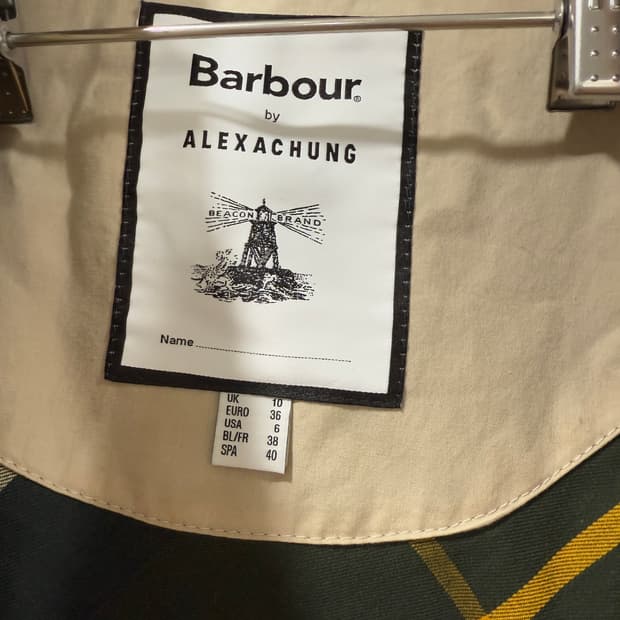 Barbour®
by
ALEXACHUNG
BEACON BRAND
Name
UK 10
EURO 36
USA 6
BL/FR 38
SPA 40